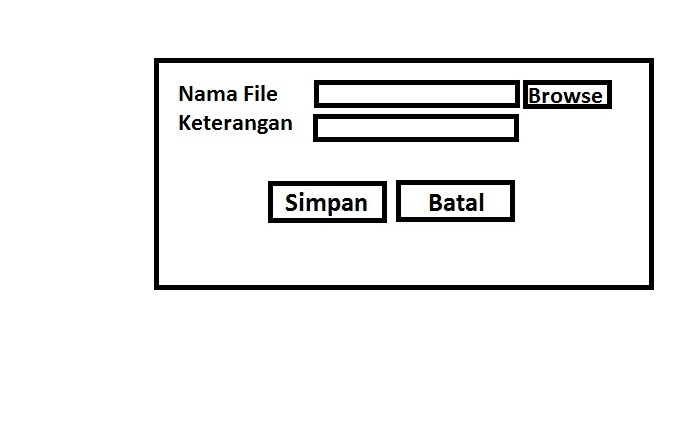 Nama File Browse
Keterangan
Simpan Batal